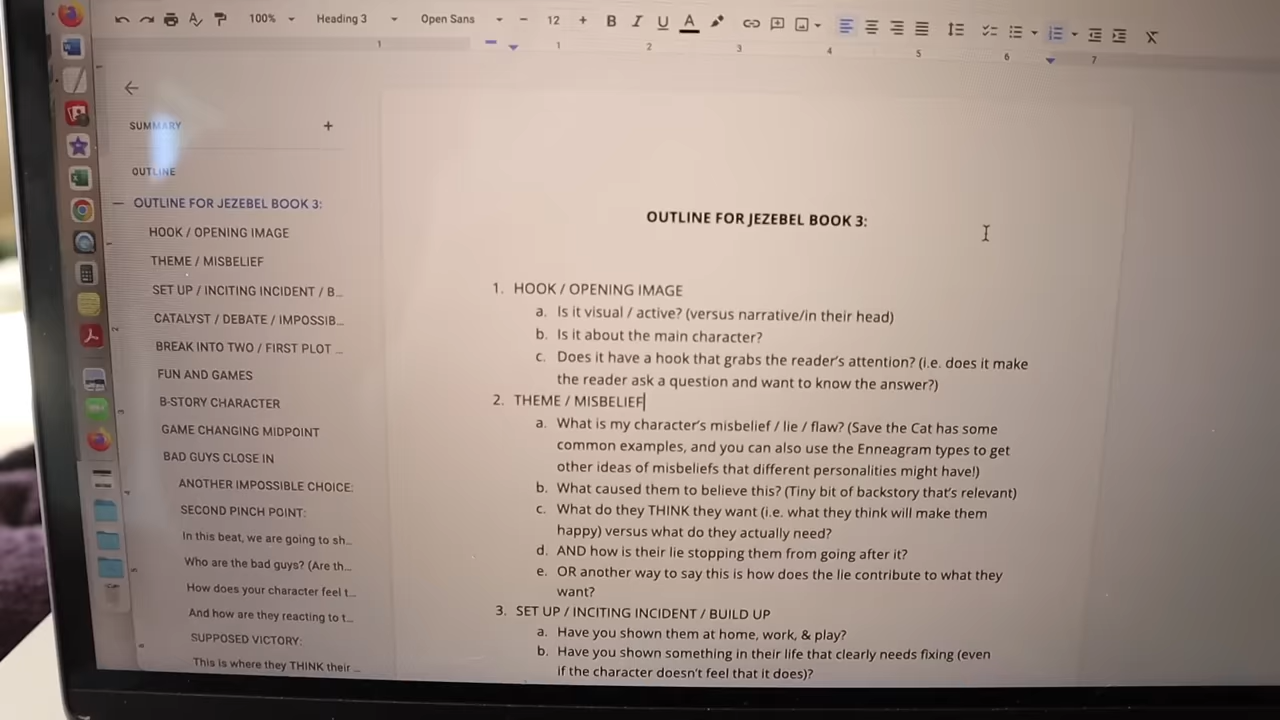 100%
Heading 3
Open Sans
12
B I U A
1 1 2 3 4 5 6 7
SUMMARY
OUTLINE
OUTLINE FOR JEZEBEL BOOK 3:
HOOK / OPENING IMAGE
THEME / MISBELIEF
SET UP / INCITING INCIDENT / B...
CATALYST / DEBATE / IMPOSSIB...
BREAK INTO TWO / FIRST PLOT ...
FUN AND GAMES
B-STORY CHARACTER
GAME CHANGING MIDPOINT
BAD GUYS CLOSE IN
ANOTHER IMPOSSIBLE CHOICE:
SECOND PINCH POINT:
In this beat, we are going to sh...
Who are the bad guys? (Are th...
How does your character feel t...
And how are they reacting to t...
SUPPOSED VICTORY:
This is where they THINK their ...
OUTLINE FOR JEZEBEL BOOK 3:
1. HOOK / OPENING IMAGE
a. Is it visual / active? (versus narrative/in their head)
b. Is it about the main character?
c. Does it have a hook that grabs the reader's attention? (i.e. does it make
the reader ask a question and want to know the answer?)
2. THEME / MISBELIEF
a. What is my character's misbelief / lie / flaw? (Save the Cat has some
common examples, and you can also use the Enneagram types to get
other ideas of misbeliefs that different personalities might have!)
b. What caused them to believe this? (Tiny bit of backstory that's relevant)
c. What do they THINK they want (i.e. what they think will make them
happy) versus what do they actually need?
d. AND how is their lie stopping them from going after it?
e. OR another way to say this is how does the lie contribute to what they
want?
3. SET UP / INCITING INCIDENT / BUILD UP
a. Have you shown them at home, work, & play?
b. Have you shown something in their life that clearly needs fixing (even
if the character doesn't feel that it does)?